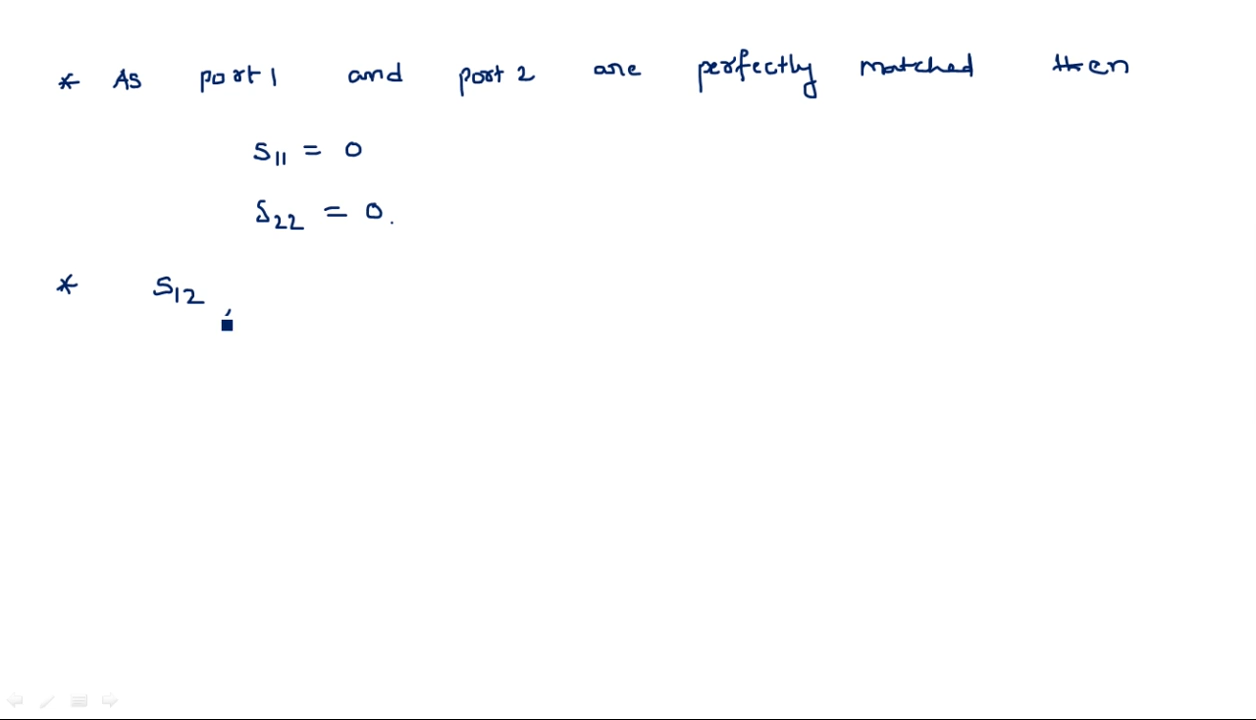 * As port 1 and port 2 are perfectly matched then
S11 = 0
S22 = 0.
* S12 ,